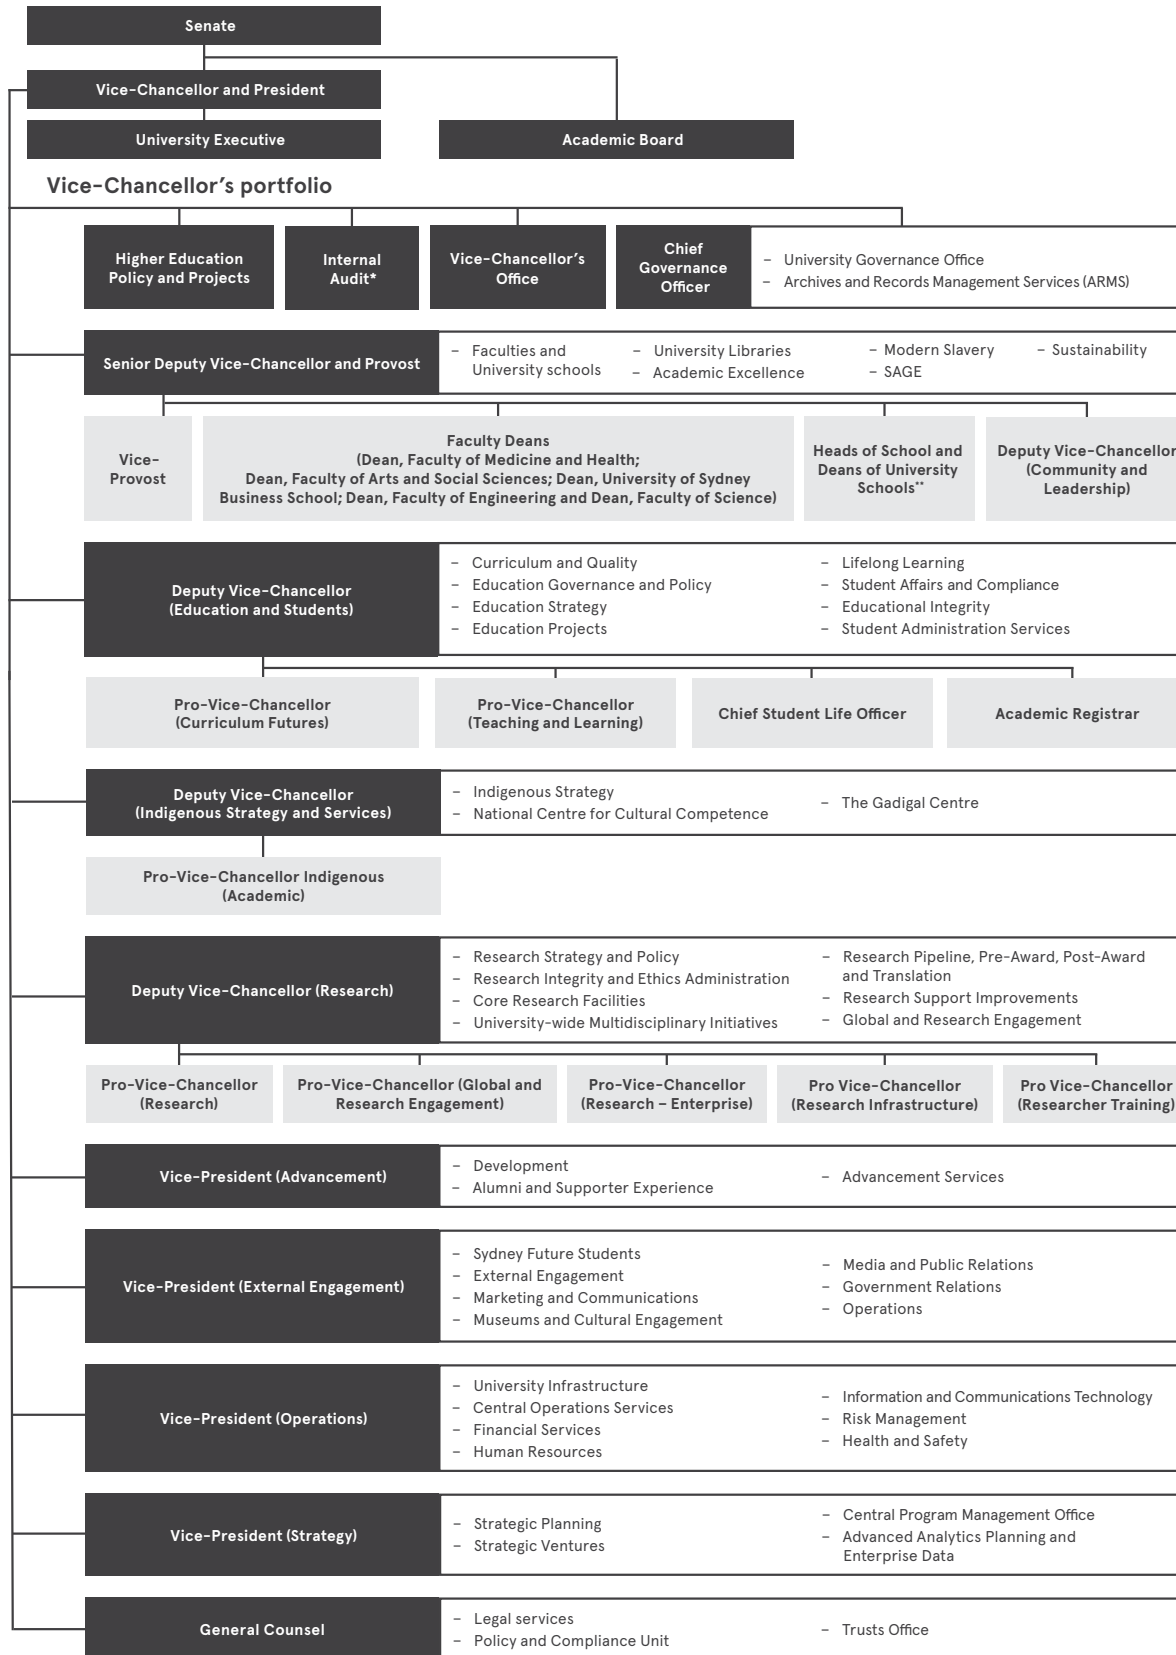 Senate
Vice-Chancellor and President
University Executive
Academic Board
Vice-Chancellor’s portfolio
Higher Education
Policy and Projects
Internal
Audit*
Vice-Chancellor’s
Office
Chief
Governance
Officer
– University Governance Office
– Archives and Records Management Services (ARMS)
Senior Deputy Vice-Chancellor and Provost
– Faculties and
University schools
– University Libraries
– Academic Excellence
– Modern Slavery
– SAGE
– Sustainability
Vice-
Provost
Faculty Deans
(Dean, Faculty of Medicine and Health;
Dean, Faculty of Arts and Social Sciences; Dean, University of Sydney
Business School; Dean, Faculty of Engineering and Dean, Faculty of Science)
Heads of School and
Deans of University
Schools**
Deputy Vice-Chancellor
(Community and
Leadership)
Deputy Vice-Chancellor
(Education and Students)
– Curriculum and Quality
– Education Governance and Policy
– Education Strategy
– Education Projects
– Lifelong Learning
– Student Affairs and Compliance
– Educational Integrity
– Student Administration Services
Pro-Vice-Chancellor
(Curriculum Futures)
Pro-Vice-Chancellor
(Teaching and Learning)
Chief Student Life Officer
Academic Registrar
Deputy Vice-Chancellor
(Indigenous Strategy and Services)
– Indigenous Strategy
– National Centre for Cultural Competence
– The Gadigal Centre
Pro-Vice-Chancellor Indigenous
(Academic)
Deputy Vice-Chancellor (Research)
– Research Strategy and Policy
– Research Integrity and Ethics Administration
– Core Research Facilities
– University-wide Multidisciplinary Initiatives
– Research Pipeline, Pre-Award, Post-Award
and Translation
– Research Support Improvements
– Global and Research Engagement
Pro-Vice-Chancellor
(Research)
Pro-Vice-Chancellor (Global and
Research Engagement)
Pro-Vice-Chancellor
(Research – Enterprise)
Pro Vice-Chancellor
(Research Infrastructure)
Pro Vice-Chancellor
(Researcher Training)
Vice-President (Advancement)
– Development
– Alumni and Supporter Experience
– Advancement Services
Vice-President (External Engagement)
– Sydney Future Students
– External Engagement
– Marketing and Communications
– Museums and Cultural Engagement
– Media and Public Relations
– Government Relations
– Operations
Vice-President (Operations)
– University Infrastructure
– Central Operations Services
– Financial Services
– Human Resources
– Information and Communications Technology
– Risk Management
– Health and Safety
Vice-President (Strategy)
– Strategic Planning
– Strategic Ventures
– Central Program Management Office
– Advanced Analytics Planning and
Enterprise Data
General Counsel
– Legal services
– Policy and Compliance Unit
– Trusts Office